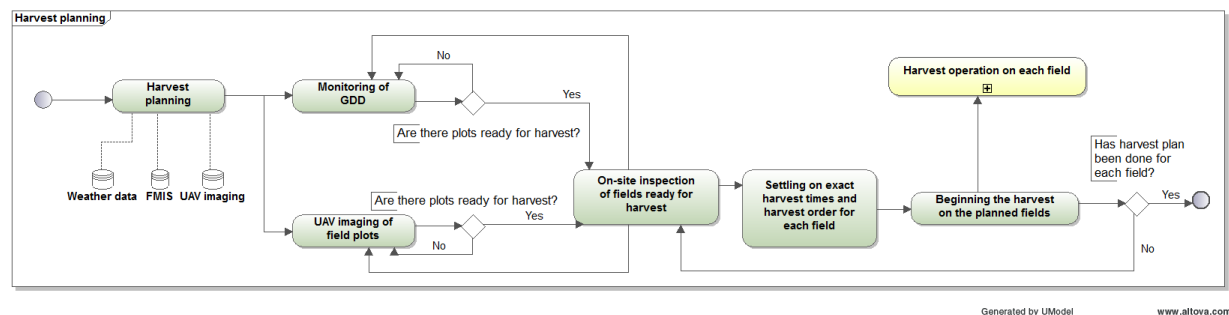 Harvest planning
Harvest
planning
Weather data
FMIS
UAV imaging
Monitoring of
GDD
No
Yes
Are there plots ready for harvest?
Are there plots ready for harvest?
UAV imaging of
field plots
Yes
No
On-site inspection
of fields ready for
harvest
Settling on exact
harvest times and
harvest order for
each field
Harvest operation on each field
Beginning the harvest
on the planned fields
Has harvest plan
been done for
each field?
Yes
No
Generated by UModel
www.altova.com